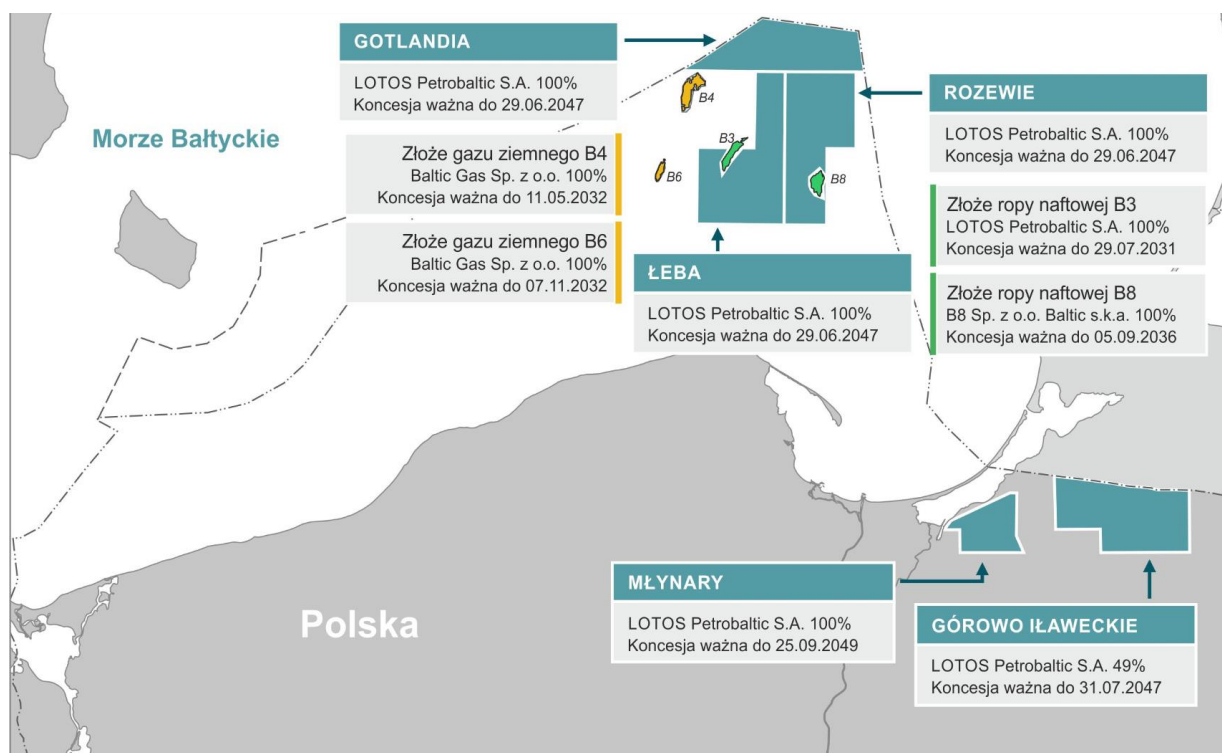 GOTLANDIA
LOTOS Petrobaltic S.A. 100%
Koncesja ważna do 29.06.2047
Morze Bałtyckie
Złoże gazu ziemnego B4
Baltic Gas Sp. z o.o. 100%
Koncesja ważna do 11.05.2032
Złoże gazu ziemnego B6
Baltic Gas Sp. z o.o. 100%
Koncesja ważna do 07.11.2032
B4
B3
B6
B8
ROZEWIE
LOTOS Petrobaltic S.A. 100%
Koncesja ważna do 29.06.2047
Złoże ropy naftowej B3
LOTOS Petrobaltic S.A. 100%
Koncesja ważna do 29.07.2031
Złoże ropy naftowej B8
B8 Sp. z o.o. Baltic s.k.a. 100%
Koncesja ważna do 05.09.2036
ŁEBA
LOTOS Petrobaltic S.A. 100%
Koncesja ważna do 29.06.2047
Polska
MŁYNARY
LOTOS Petrobaltic S.A. 100%
Koncesja ważna do 25.09.2049
GÓROWO IŁAWECKIE
LOTOS Petrobaltic S.A. 49%
Koncesja ważna do 31.07.2047